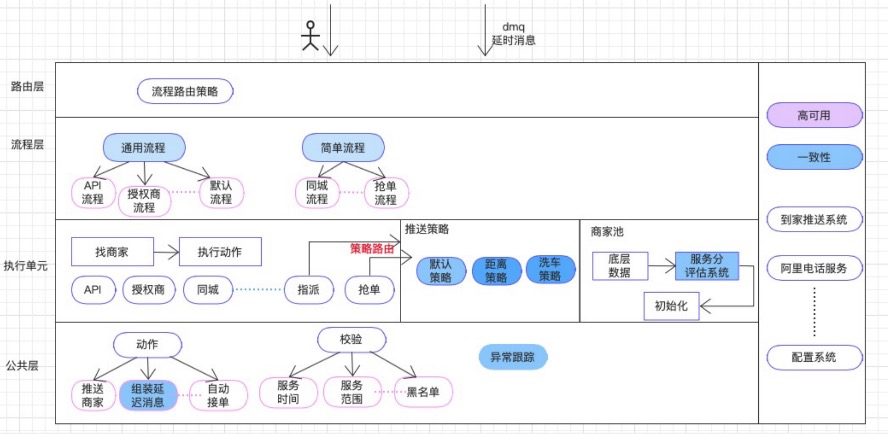 dmq
延时消息
路由层
流程路由策略
高可用
流程层
通用流程
简单流程
一致性
API
流程
授权商
流程
默认
流程
同城
流程
抢单
流程
到家推送系统
执行单元
找商家
执行动作
策略路由
推送策略
商家池
默认
策略
距离
策略
洗车
策略
底层
数据
服务分
评估系统
初始化
阿里电话服务
API
授权商
同城
指派
抢单
公共层
动作
校验
异常跟踪
配置系统
推送
商家
组装延
迟消息
自动
接单
服务
时间
服务
范围
黑名单